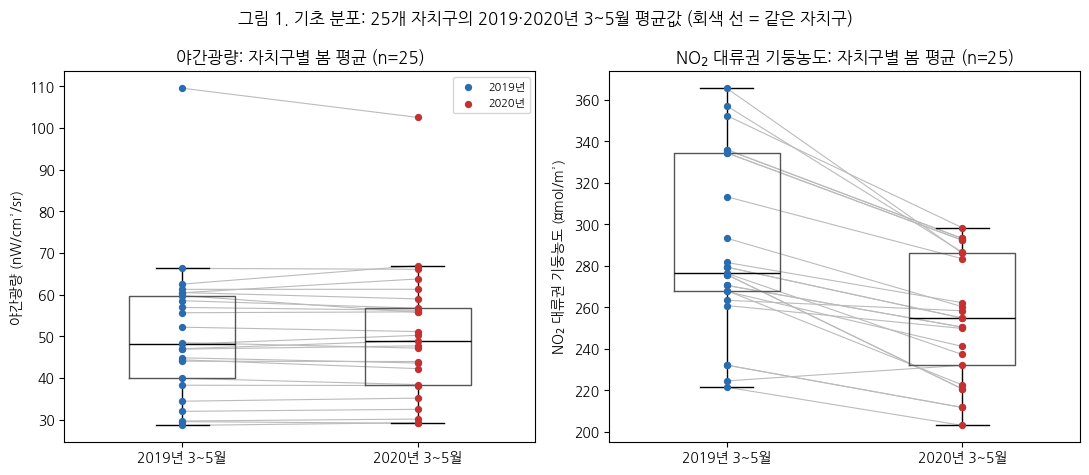 그림 1. 기초 분포: 25개 자치구의 2019·2020년 3~5월 평균값 (회색 선 = 같은 자치구)
야간광량: 자치구별 봄 평균 (n=25)
야간광량 (nW/cm²/sr)
110
100
90
80
70
60
50
40
30
2019년
2020년
2019년 3~5월
2020년 3~5월
NO₂ 대류권 기둥농도: 자치구별 봄 평균 (n=25)
NO₂ 대류권 기둥농도 (□mol/m²)
360
340
320
300
280
260
240
220
200
2019년 3~5월
2020년 3~5월